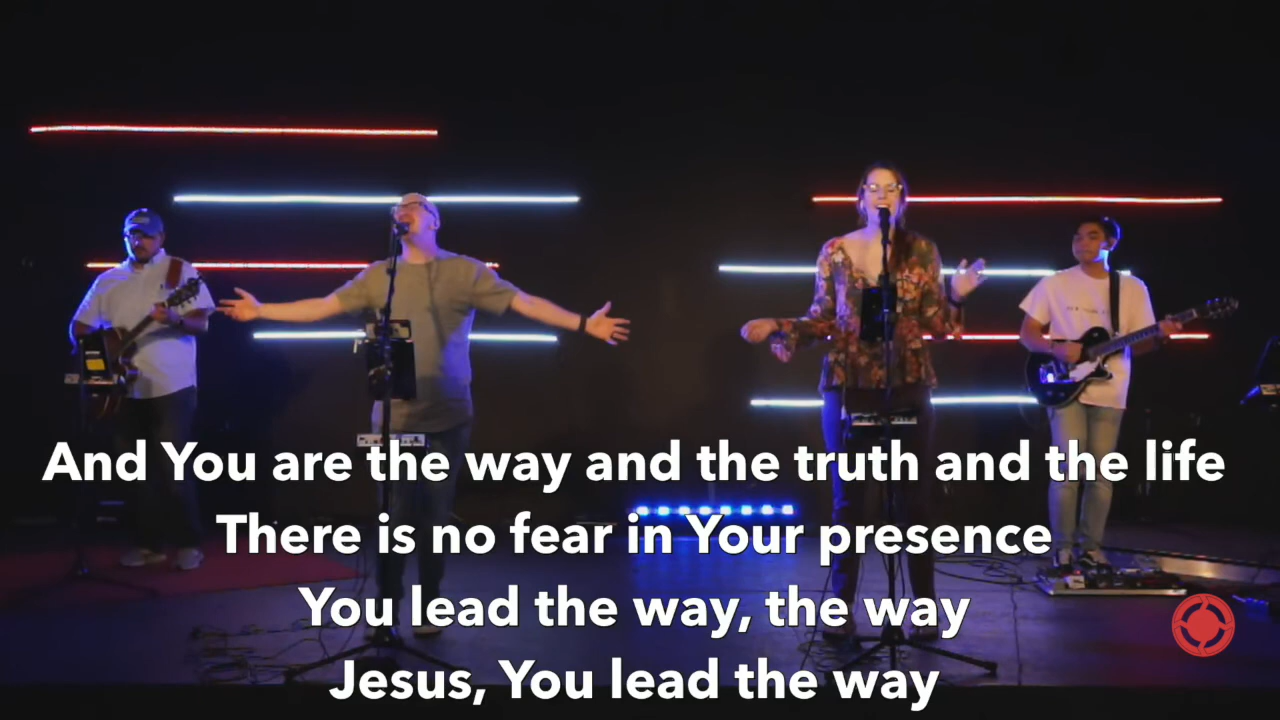 And You are the way and the truth and the life
There is no fear in Your presence
You lead the way, the way
Jesus, You lead the way